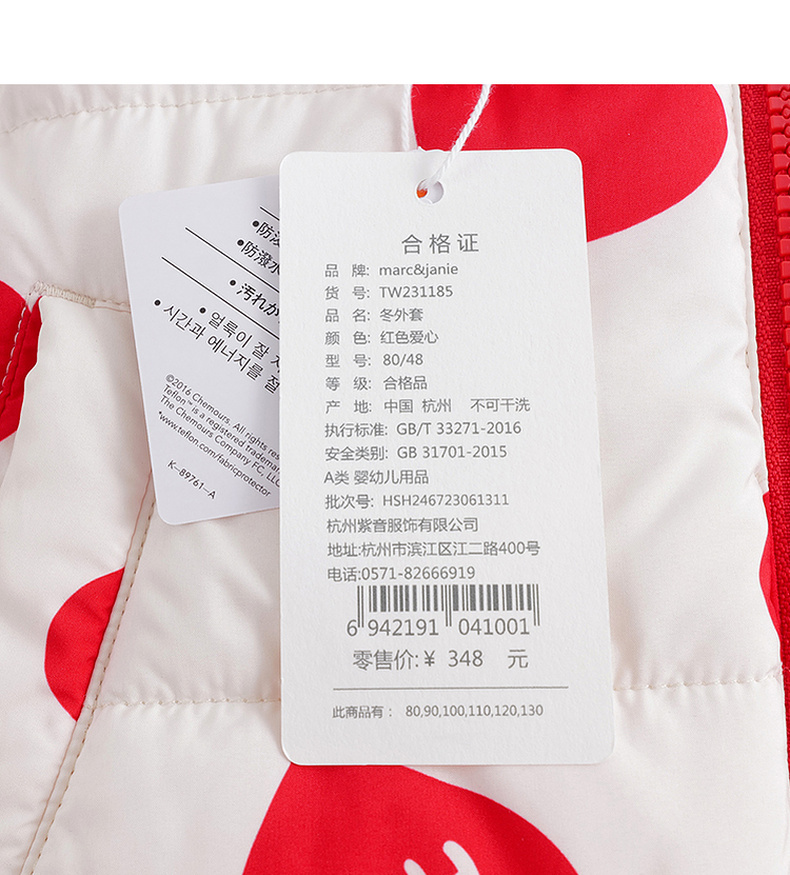 •防汚
•防潑水
•汚れが
•얼룩이 잘
•시간과 에너지를 절
©2016 Chemours. All rights res
Teflon™ is a registered trademar
The Chemours Company FC, LLC
*www.teflon.com/fabricprotector
K-89761-A
合格证
品 牌: marc&janie
货 号: TW231185
品 名: 冬外套
颜 色: 红色爱心
型 号: 80/48
等 级: 合格品
产 地: 中国 杭州 不可干洗
执行标准: GB/T 33271-2016
安全类别: GB 31701-2015
A类 婴幼儿用品
批次号: HSH246723061311
杭州紫音服饰有限公司
地址:杭州市滨江区江二路400号
电话:0571-82666919
6 942191 041001
零售价:¥ 348 元
此商品有: 80,90,100,110,120,130